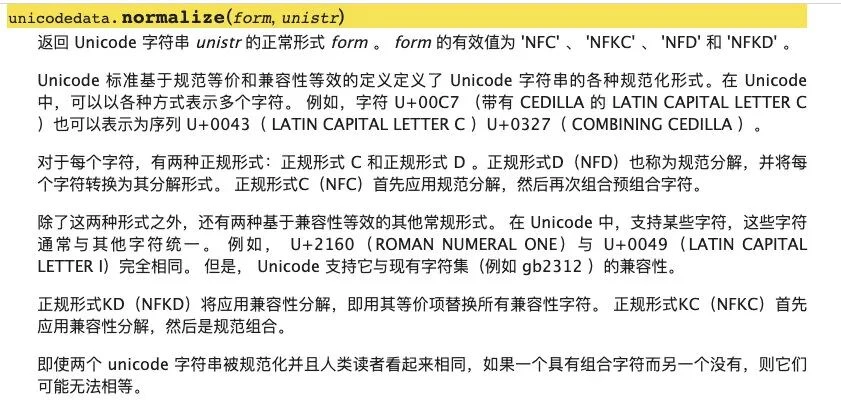 unicodedata.normalize(form, unistr)
返回 Unicode 字符串 unistr 的正常形式 form 。 form 的有效值为 'NFC' 、 'NFKC' 、 'NFD' 和 'NFKD' 。
Unicode 标准基于规范等价和兼容性等效的定义定义了 Unicode 字符串的各种规范化形式。在 Unicode
中，可以以各种方式表示多个字符。 例如，字符 U+00C7 （带有 CEDILLA 的 LATIN CAPITAL LETTER C
）也可以表示为序列 U+0043（ LATIN CAPITAL LETTER C ）U+0327（ COMBINING CEDILLA ）。
对于每个字符，有两种正规形式：正规形式 C 和正规形式 D 。正规形式D（NFD）也称为规范分解，并将每
个字符转换为其分解形式。 正规形式C（NFC）首先应用规范分解，然后再次组合预组合字符。
除了这两种形式之外，还有两种基于兼容性等效的其他常规形式。 在 Unicode 中，支持某些字符，这些字符
通常与其他字符统一。 例如， U+2160（ROMAN NUMERAL ONE）与 U+0049（LATIN CAPITAL
LETTER I）完全相同。 但是， Unicode 支持它与现有字符集（例如 gb2312 ）的兼容性。
正规形式KD（NFKD）将应用兼容性分解，即用其等价项替换所有兼容性字符。 正规形式KC（NFKC）首先
应用兼容性分解，然后是规范组合。
即使两个 unicode 字符串被规范化并且人类读者看起来相同，如果一个具有组合字符而另一个没有，则它们
可能无法相等。